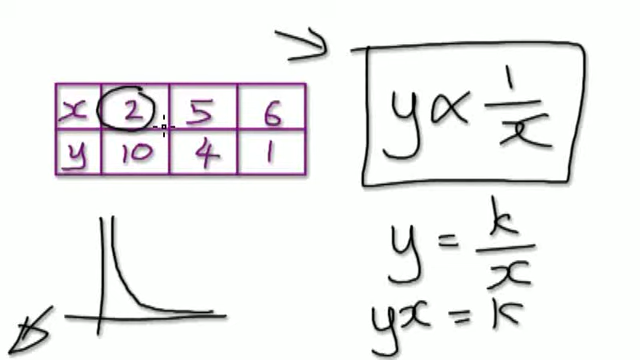 x 2 5 6
y 10 4 1
y ∝ 1/x
y = k/x
yx = k